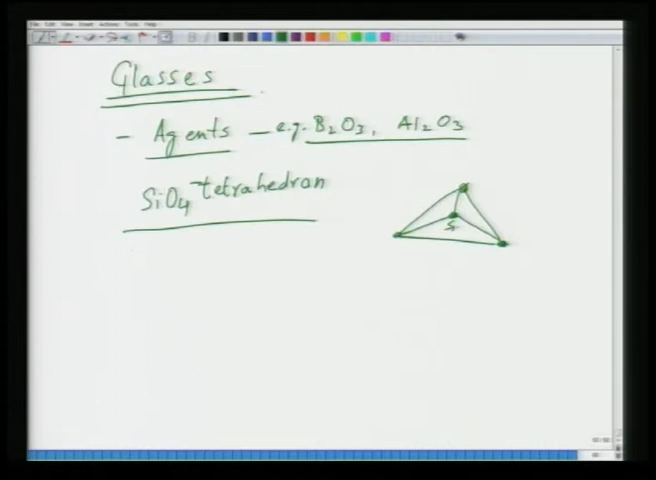 Glasses
- Agents - e.g. B2O3, Al2O3
SiO4 tetrahedron
Si